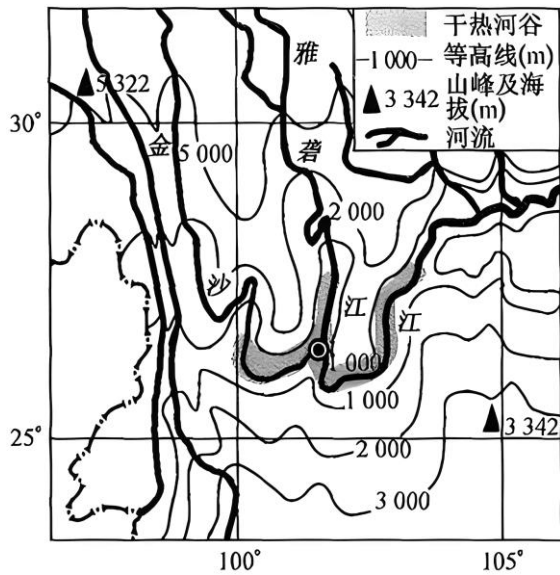 干热河谷
—1 000— 等高线(m)
▲3 342 山峰及海
拔(m)
河流
▲5 322
雅
30°
金
5 000
砻
2 000
沙
江
江
1 000
1 000
25°
3 342
2 000
3 000
100°
105°